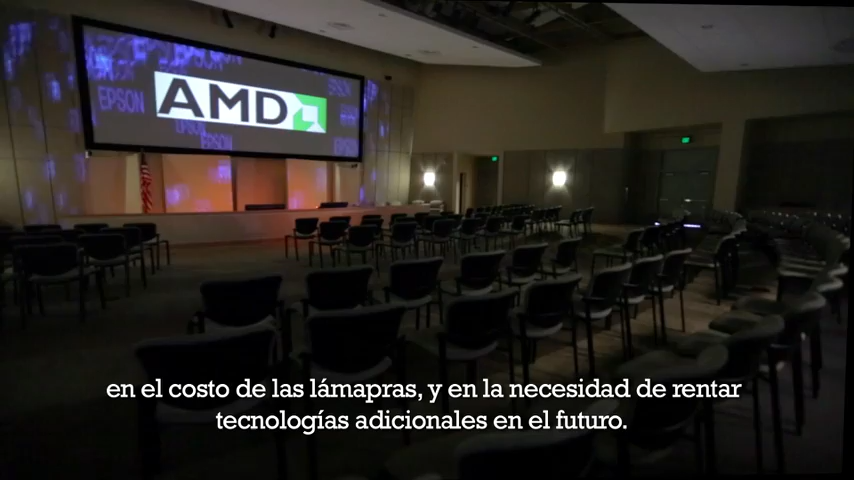 AMD
EPSON
EPSON
EPSON
en el costo de las lámapras, y en la necesidad de rentar
tecnologías adicionales en el futuro.